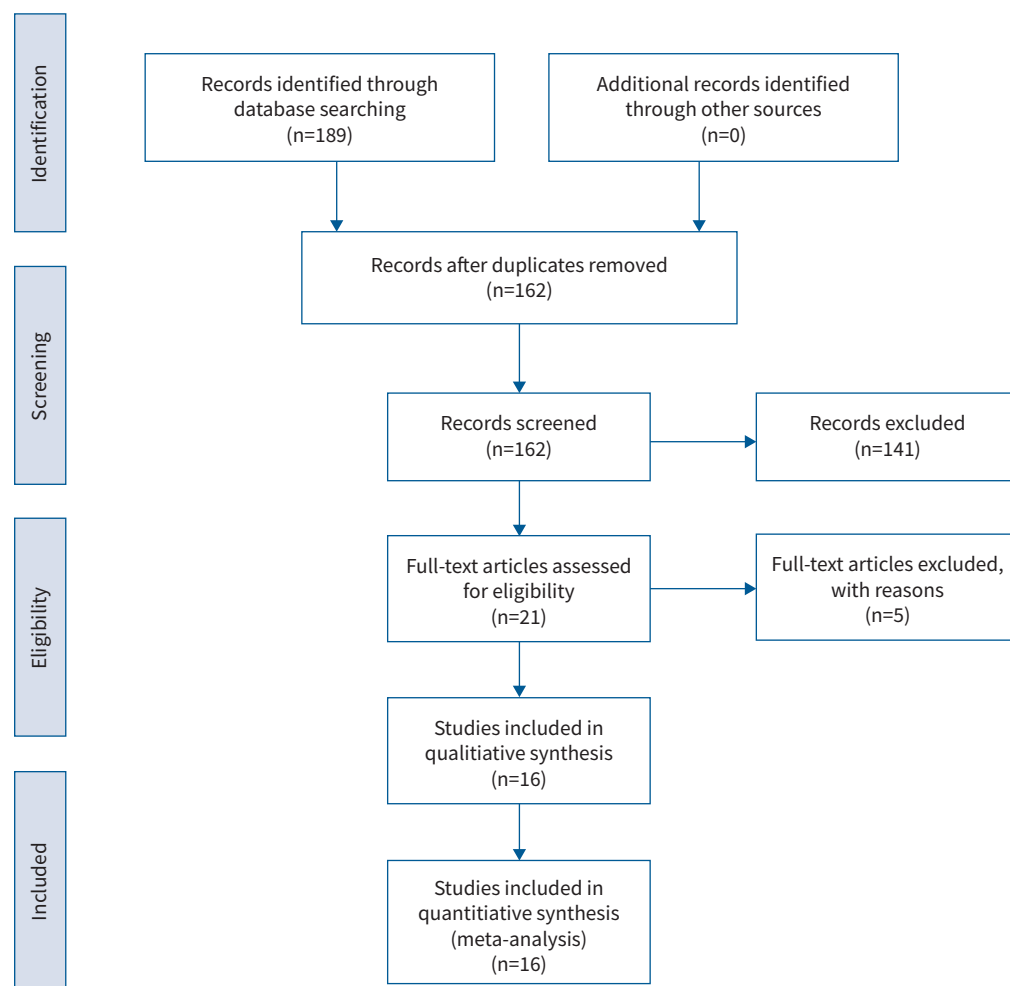 Identification
Records identified through
database searching
(n=189)
Additional records identified
through other sources
(n=0)
Records after duplicates removed
(n=162)
Screening
Records screened
(n=162)
Records excluded
(n=141)
Eligibility
Full-text articles assessed
for eligibility
(n=21)
Full-text articles excluded,
with reasons
(n=5)
Studies included in
qualitiative synthesis
(n=16)
Included
Studies included in
quantitiative synthesis
(meta-analysis)
(n=16)